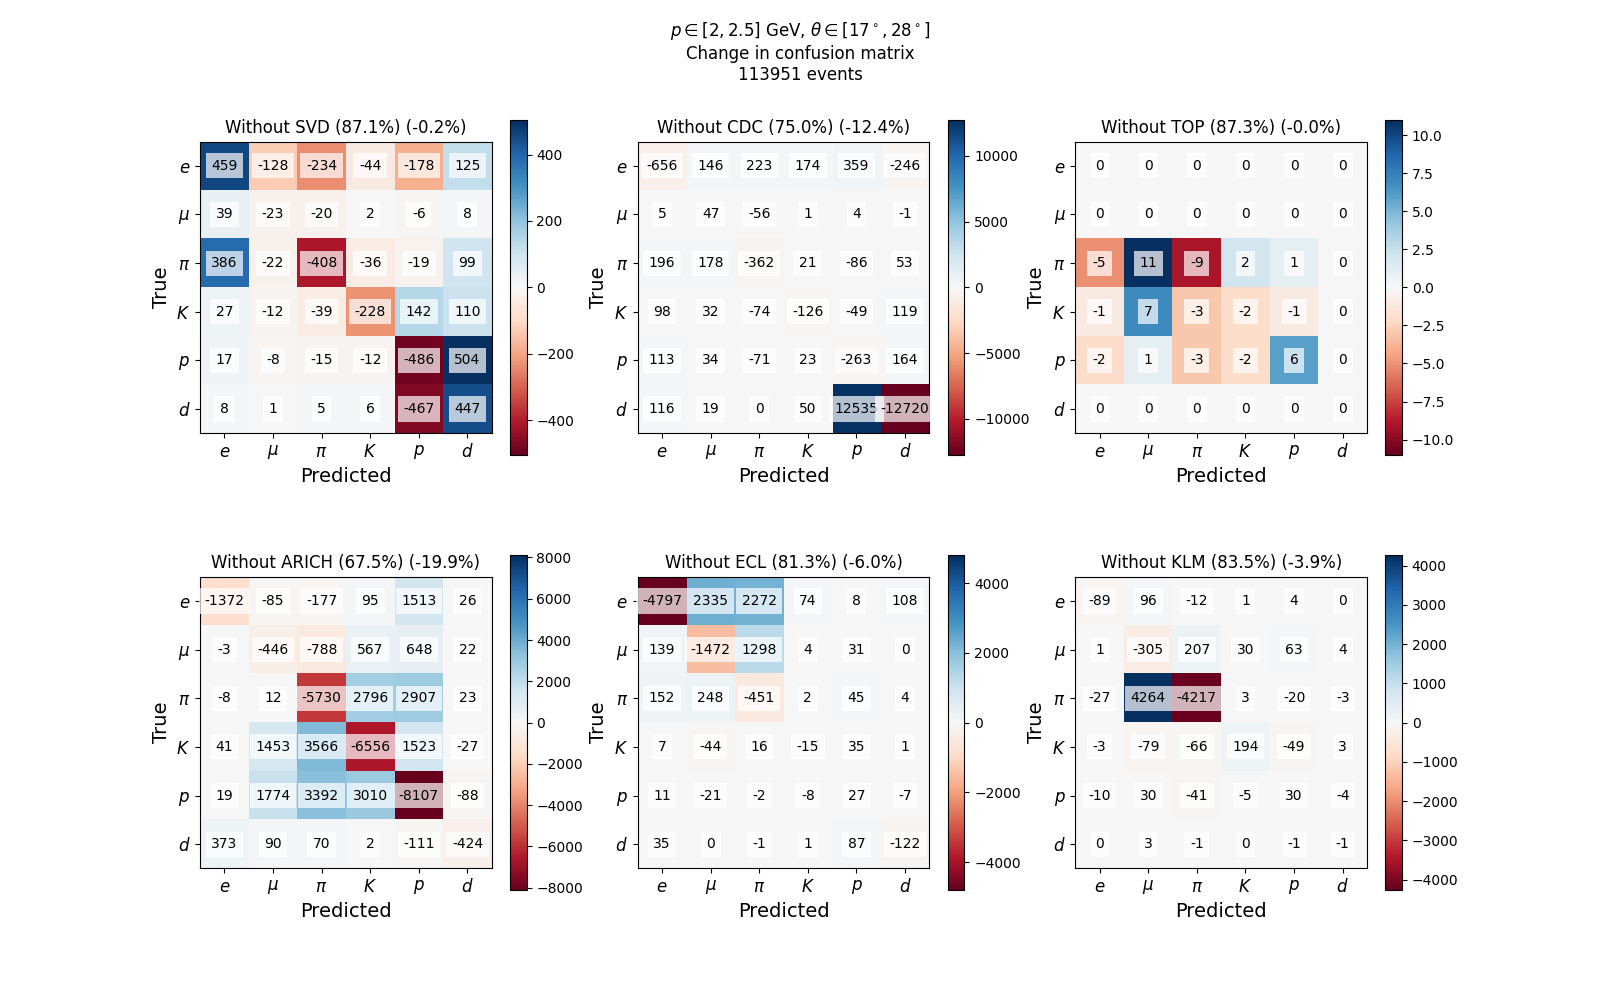 p ∈ [2, 2.5] GeV, θ ∈ [17°, 28°]
Change in confusion matrix
113951 events
Without SVD (87.1%) (-0.2%)
e 459 -128 -234 -44 -178 125
μ 39 -23 -20 2 -6 8
π 386 -22 -408 -36 -19 99
K 27 -12 -39 -228 142 110
p 17 -8 -15 -12 -486 504
d 8 1 5 6 -467 447
e μ π K p d
Predicted
True
400
200
0
−200
−400
Without CDC (75.0%) (-12.4%)
e -656 146 223 174 359 -246
μ 5 47 -56 1 4 -1
π 196 178 -362 21 -86 53
K 98 32 -74 -126 -49 119
p 113 34 -71 23 -263 164
d 116 19 0 50 12535 -12720
e μ π K p d
Predicted
True
10000
5000
0
−5000
−10000
Without TOP (87.3%) (-0.0%)
e 0 0 0 0 0 0
μ 0 0 0 0 0 0
π -5 11 -9 2 1 0
K -1 7 -3 -2 -1 0
p -2 1 -3 -2 6 0
d 0 0 0 0 0 0
e μ π K p d
Predicted
True
10.0
7.5
5.0
2.5
0.0
−2.5
−5.0
−7.5
−10.0
Without ARICH (67.5%) (-19.9%)
e -1372 -85 -177 95 1513 26
μ -3 -446 -788 567 648 22
π -8 12 -5730 2796 2907 23
K 41 1453 3566 -6556 1523 -27
p 19 1774 3392 3010 -8107 -88
d 373 90 70 2 -111 -424
e μ π K p d
Predicted
True
8000
6000
4000
2000
0
−2000
−4000
−6000
−8000
Without ECL (81.3%) (-6.0%)
e -4797 2335 2272 74 8 108
μ 139 -1472 1298 4 31 0
π 152 248 -451 2 45 4
K 7 -44 16 -15 35 1
p 11 -21 -2 -8 27 -7
d 35 0 -1 1 87 -122
e μ π K p d
Predicted
True
4000
2000
0
−2000
−4000
Without KLM (83.5%) (-3.9%)
e -89 96 -12 1 4 0
μ 1 -305 207 30 63 4
π -27 4264 -4217 3 -20 -3
K -3 -79 -66 194 -49 3
p -10 30 -41 -5 30 -4
d 0 3 -1 0 -1 -1
e μ π K p d
Predicted
True
4000
3000
2000
1000
0
−1000
−2000
−3000
−4000